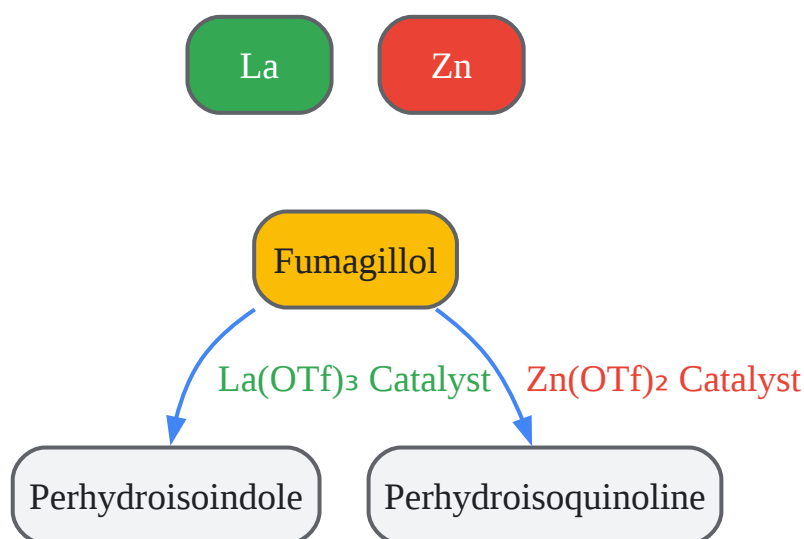 La
Zn
Fumagillol
La(OTf)₃ Catalyst
Zn(OTf)₂ Catalyst
Perhydroisoindole
Perhydroisoquinoline